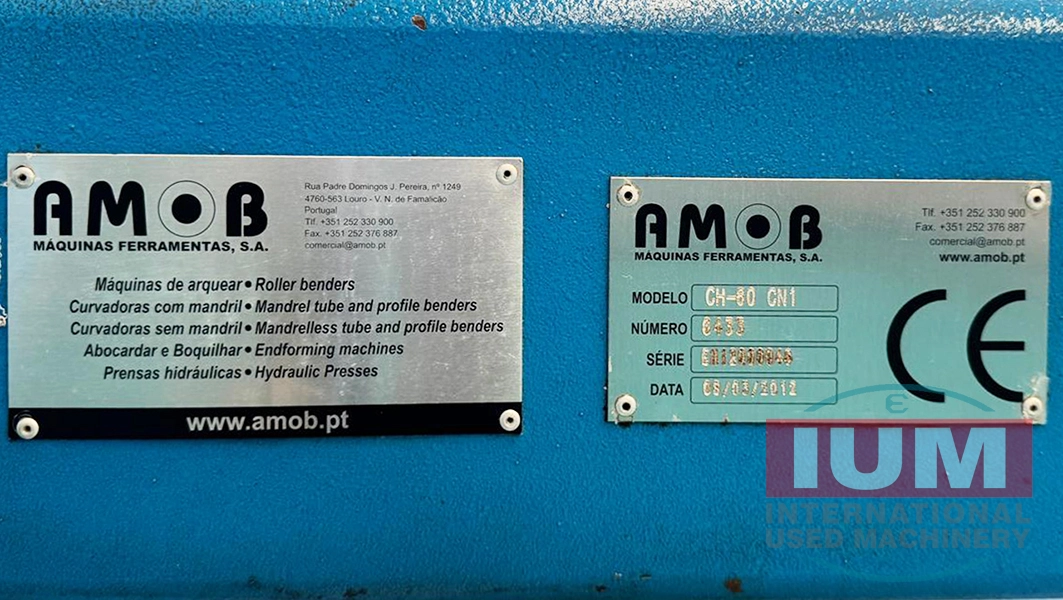 AMOB
MÁQUINAS FERRAMENTAS, S.A.
Rua Padre Domingos J. Pereira, nº 1249
4760-563 Louro - V. N. de Famalicão
Portugal
Tlf. +351 252 330 900
Fax. +351 252 376 887
comercial@amob.pt
Máquinas de arquear • Roller benders
Curvadoras com mandril • Mandrel tube and profile benders
Curvadoras sem mandril • Mandrelless tube and profile benders
Abocardar e Boquilhar • Endforming machines
Prensas hidráulicas • Hydraulic Presses
www.amob.pt
AMOB
MÁQUINAS FERRAMENTAS, S.A.
Tlf. +351 252 330 900
Fax. +351 252 376 887
comercial@amob.pt
www.amob.pt
MODELO CH-60 CN1
NÚMERO
SÉRIE
DATA 08/03/2012
CE
IUM
INTERNATIONAL
USED MACHINERY